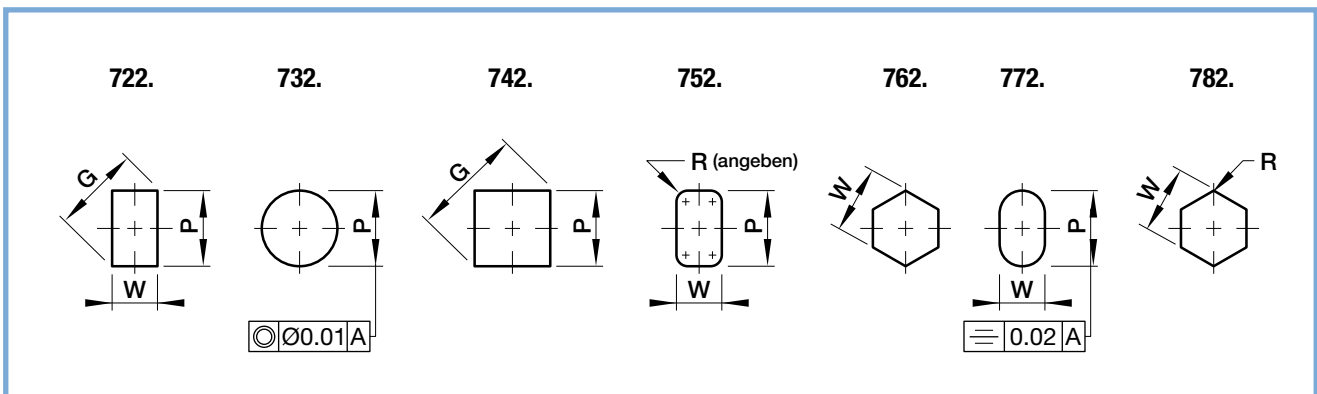 722. 732. 742. 752. 762. 772. 782.
G P W
P
Ø0.01 A
G P
R (angeben)
P W
W
P W
0.02 A
W R